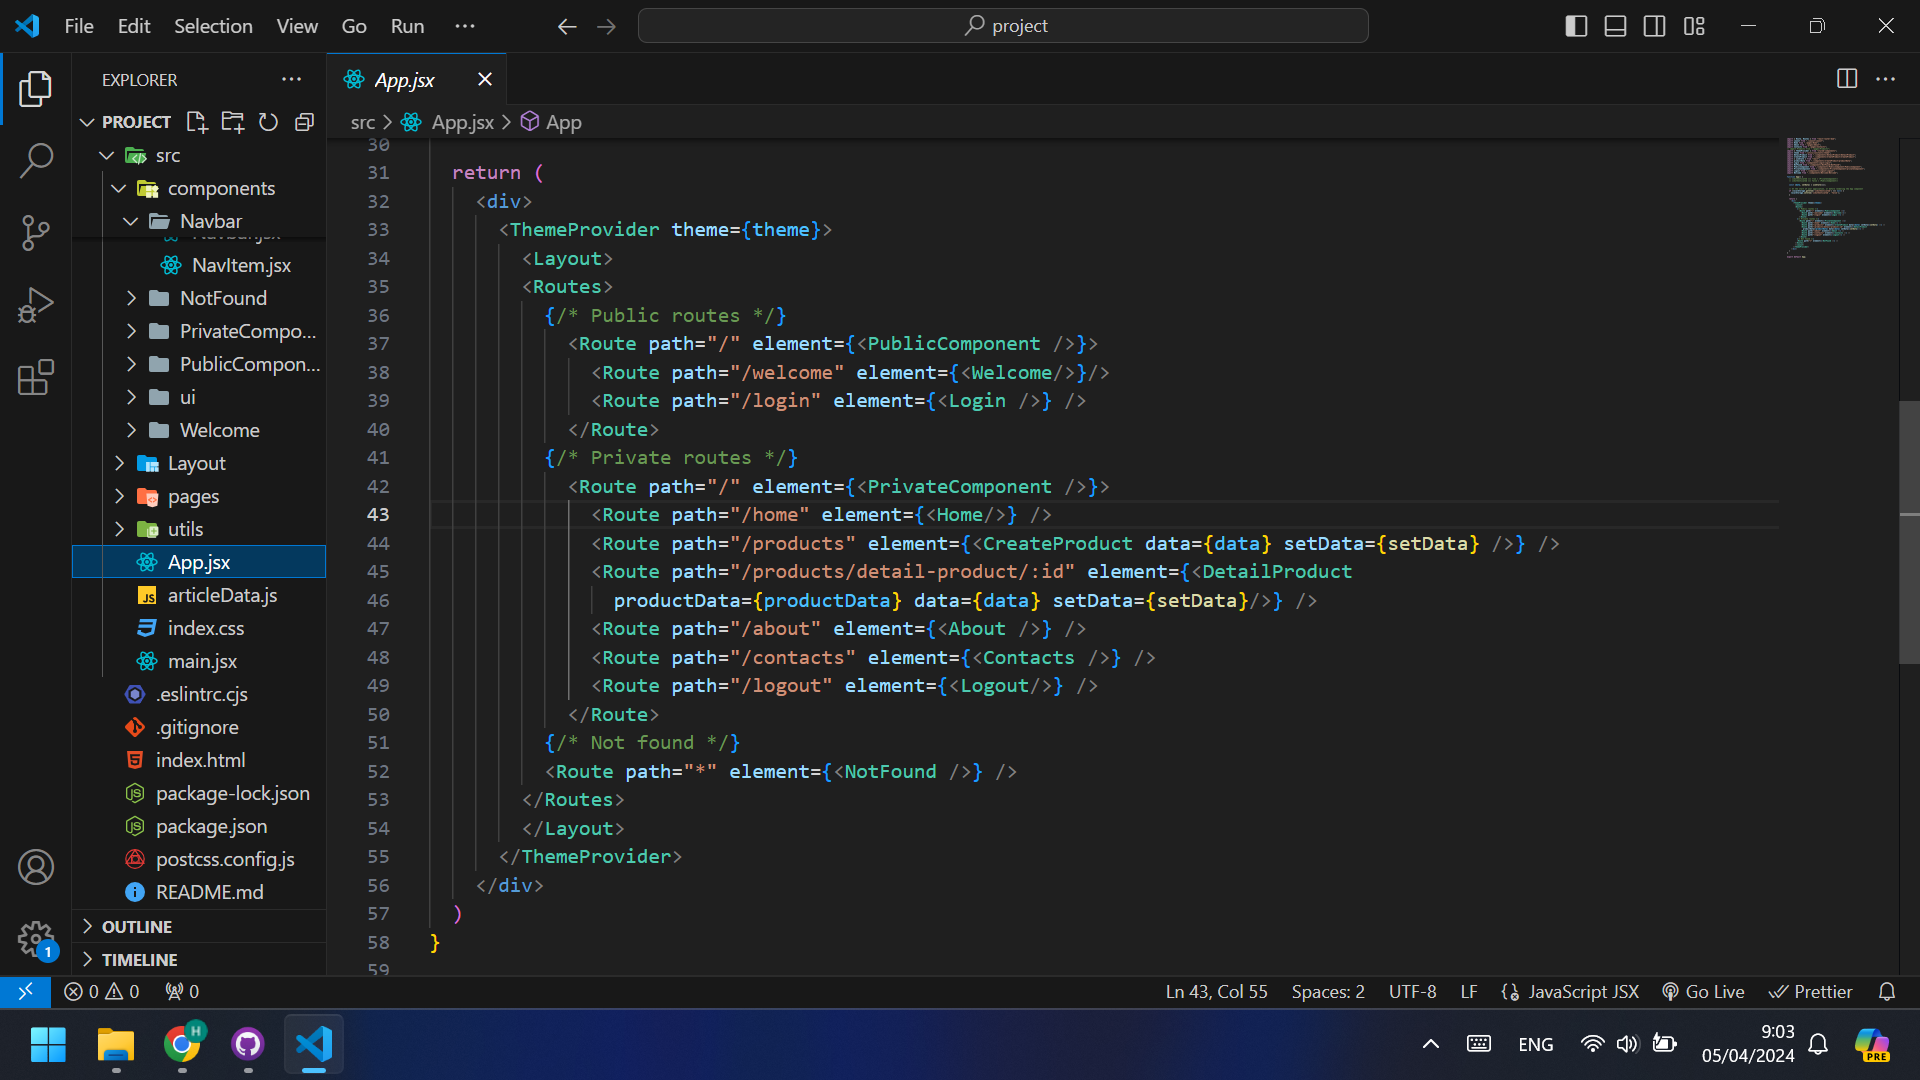 File Edit Selection View Go Run ... project
EXPLORER
PROJECT
src
components
Navbar
NavItem.jsx
NotFound
PrivateCompo...
PublicCompon...
ui
Welcome
Layout
pages
utils
App.jsx
articleData.js
index.css
main.jsx
.eslintrc.cjs
.gitignore
index.html
package-lock.json
package.json
postcss.config.js
README.md
OUTLINE
TIMELINE
App.jsx
src > App.jsx > App
30
31 return (
32 <div>
33 <ThemeProvider theme={theme}>
34 <Layout>
35 <Routes>
36 {/* Public routes */}
37 <Route path="/" element={<PublicComponent />}>
38 <Route path="/welcome" element={<Welcome/>}/>
39 <Route path="/login" element={<Login />} />
40 </Route>
41 {/* Private routes */}
42 <Route path="/" element={<PrivateComponent />}>
43 <Route path="/home" element={<Home/>} />
44 <Route path="/products" element={<CreateProduct data={data} setData={setData} />} />
45 <Route path="/products/detail-product/:id" element={<DetailProduct
46 productData={productData} data={data} setData={setData}/>} />
47 <Route path="/about" element={<About />} />
48 <Route path="/contacts" element={<Contacts />} />
49 <Route path="/logout" element={<Logout/>} />
50 </Route>
51 {/* Not found */}
52 <Route path="*" element={<NotFound />} />
53 </Routes>
54 </Layout>
55 </ThemeProvider>
56 </div>
57 )
58 }
59
1
0 0 0 Ln 43, Col 55 Spaces: 2 UTF-8 LF JavaScript JSX Go Live Prettier
H ENG 9:03
05/04/2024 PRE